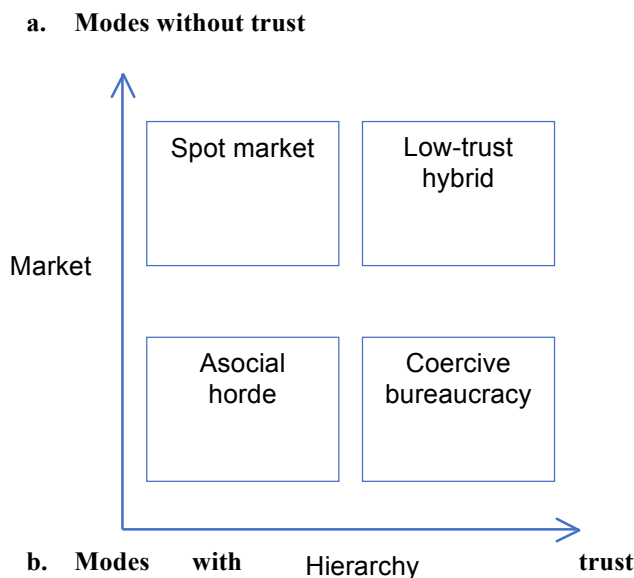 a. Modes without trust
Spot market
Low-trust
hybrid
Market
Asocial
horde
Coercive
bureaucracy
Hierarchy
b. Modes with trust